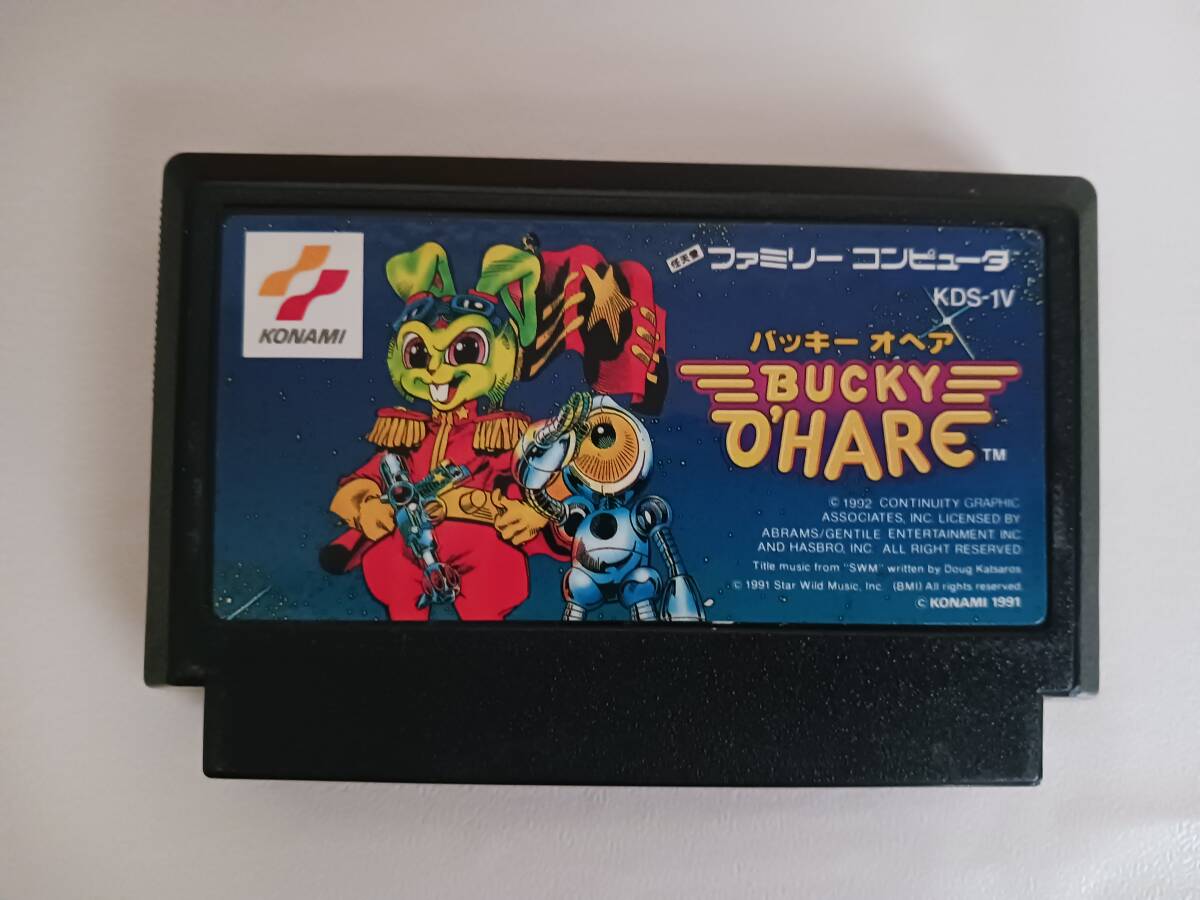 KONAMI
任天堂 ファミリー コンピュータ
KDS-1V
バッキー オヘア
BUCKY
O'HARE ™
© 1992 CONTINUITY GRAPHIC
ASSOCIATES, INC. LICENSED BY
ABRAMS/GENTILE ENTERTAINMENT INC.
AND HASBRO, INC. ALL RIGHT RESERVED
Title music from "SWM" written by Doug Katsaros
© 1991 Star Wild Music, Inc. (BMI) All rights reserved.
© KONAMI 1991